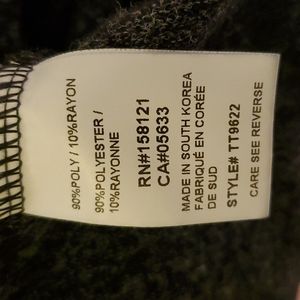 90%POLY / 10%RAYON
90%POLYESTER /
10%RAYONNE
RN#158121
CA#05633
MADE IN SOUTH KOREA
FABRIQUÉ EN CORÉE
DE SUD
STYLE# TT9622
CARE SEE REVERSE